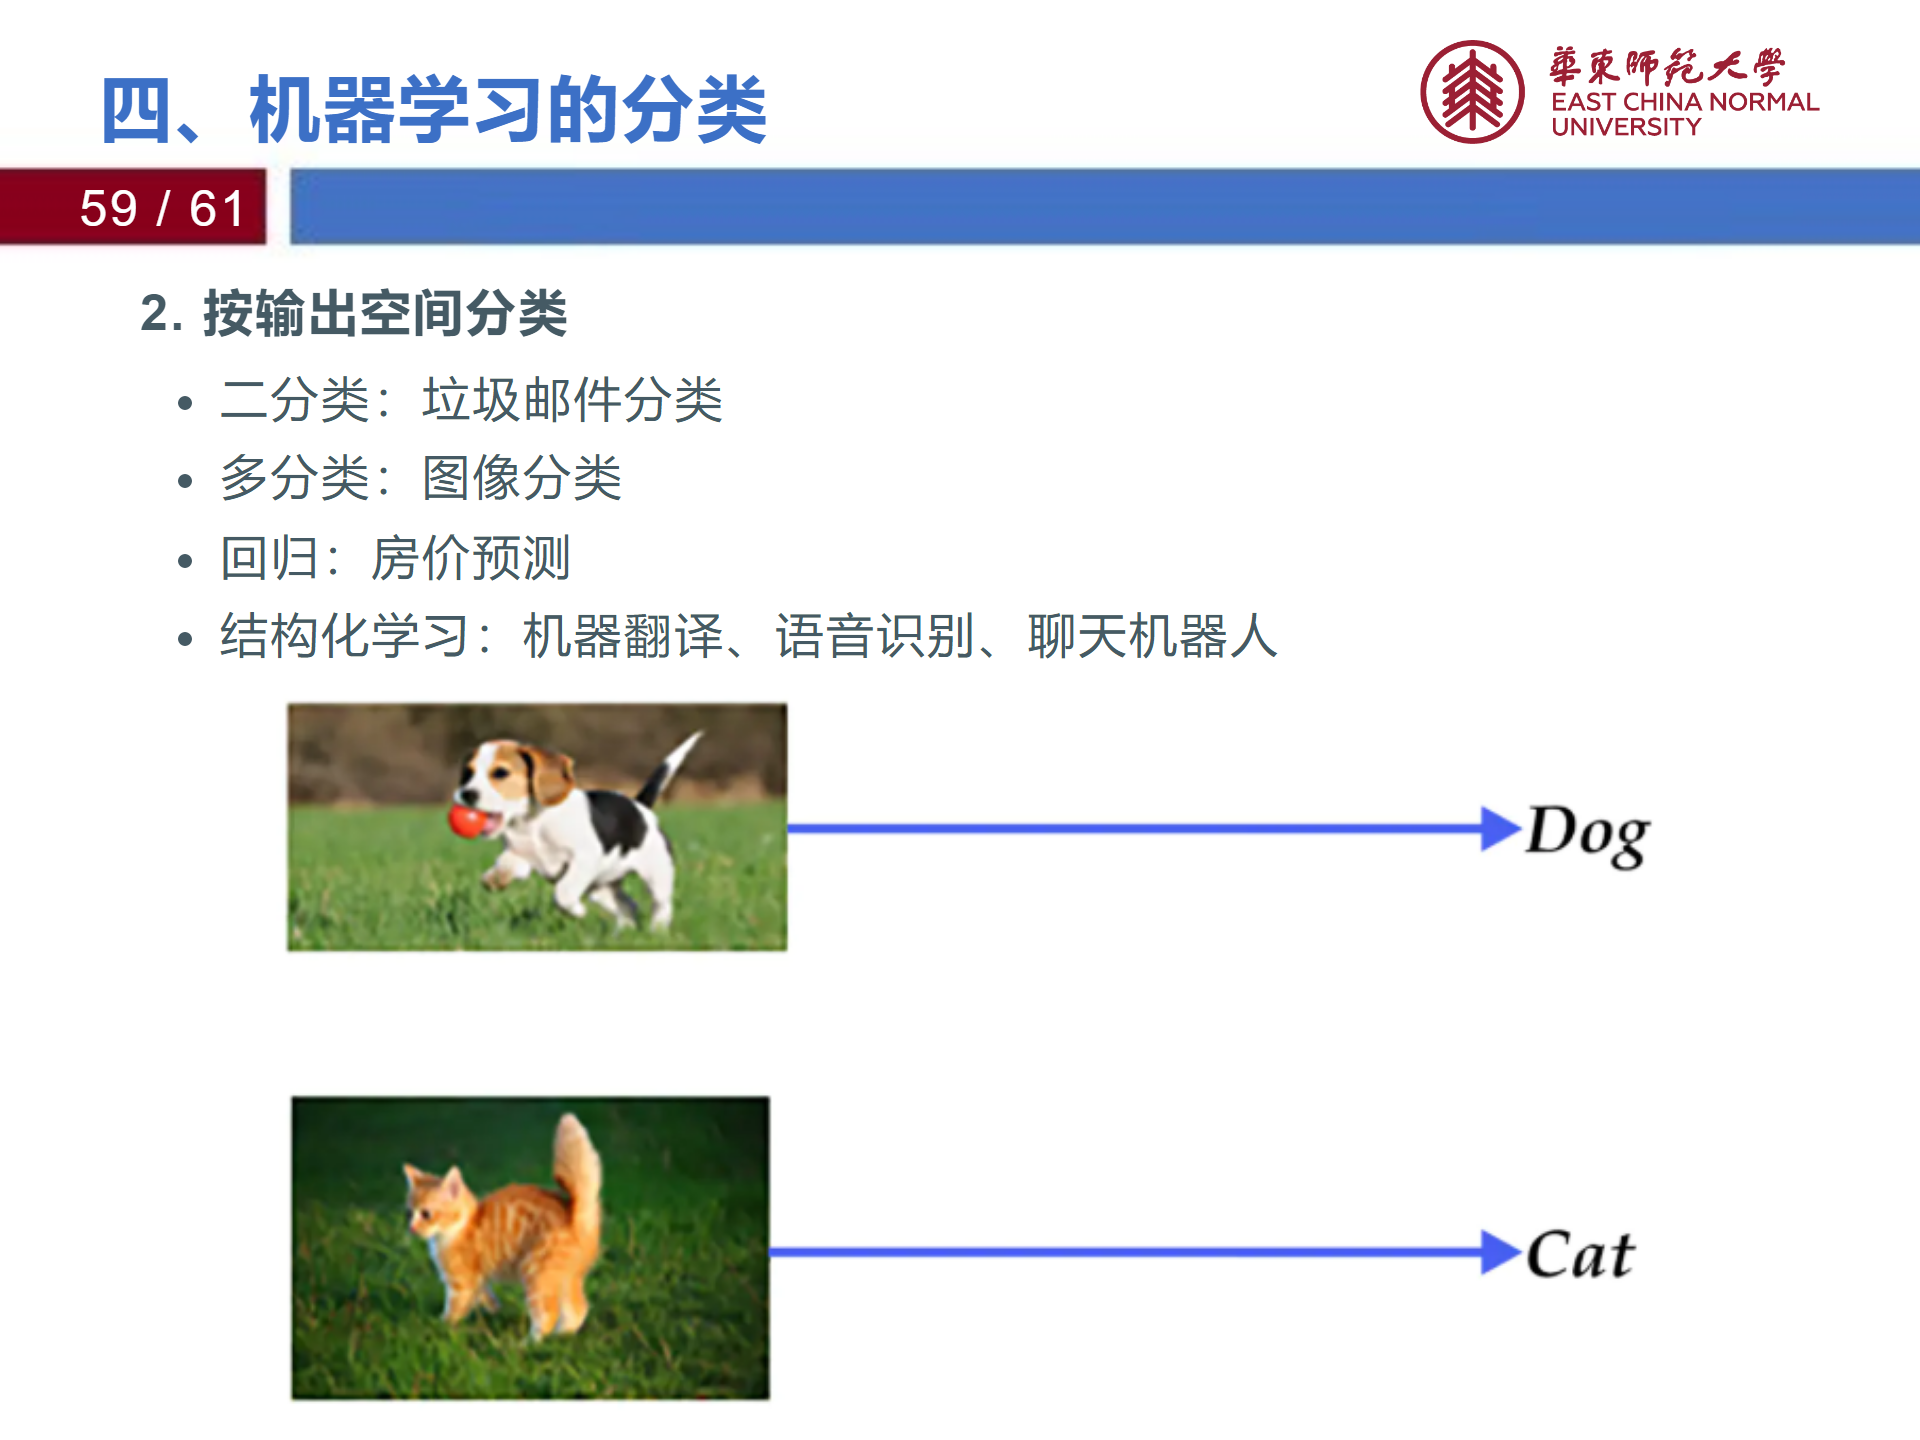 四、机器学习的分类
華東師範大學
EAST CHINA NORMAL
UNIVERSITY
59 / 61
2. 按输出空间分类
• 二分类：垃圾邮件分类
• 多分类：图像分类
• 回归：房价预测
• 结构化学习：机器翻译、语音识别、聊天机器人
Dog
Cat